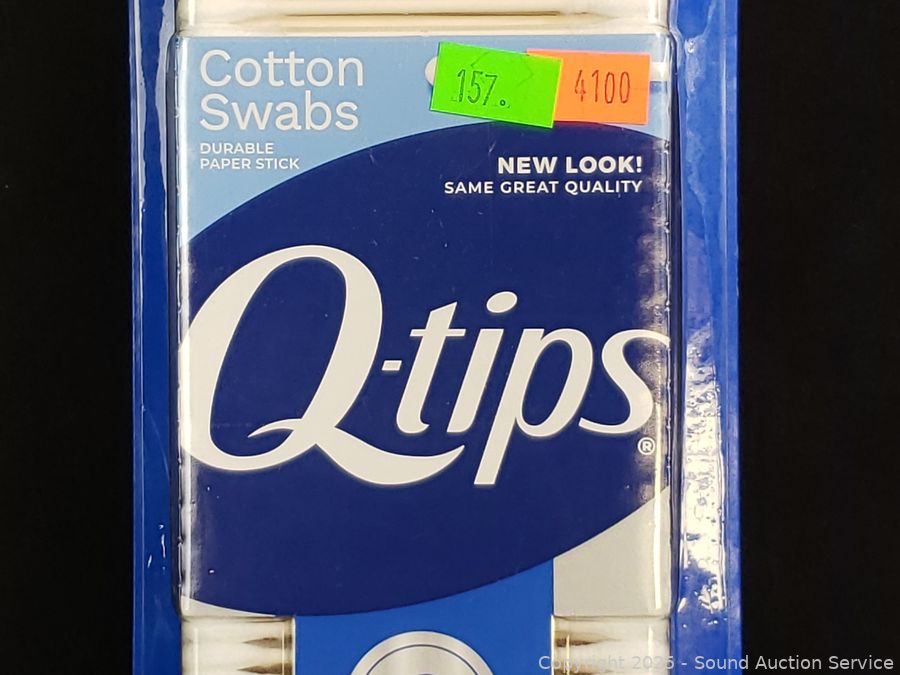 Cotton
Swabs
DURABLE
PAPER STICK
157.
4100
NEW LOOK!
SAME GREAT QUALITY
Q-tips®
Copyright 2025 - Sound Auction Service